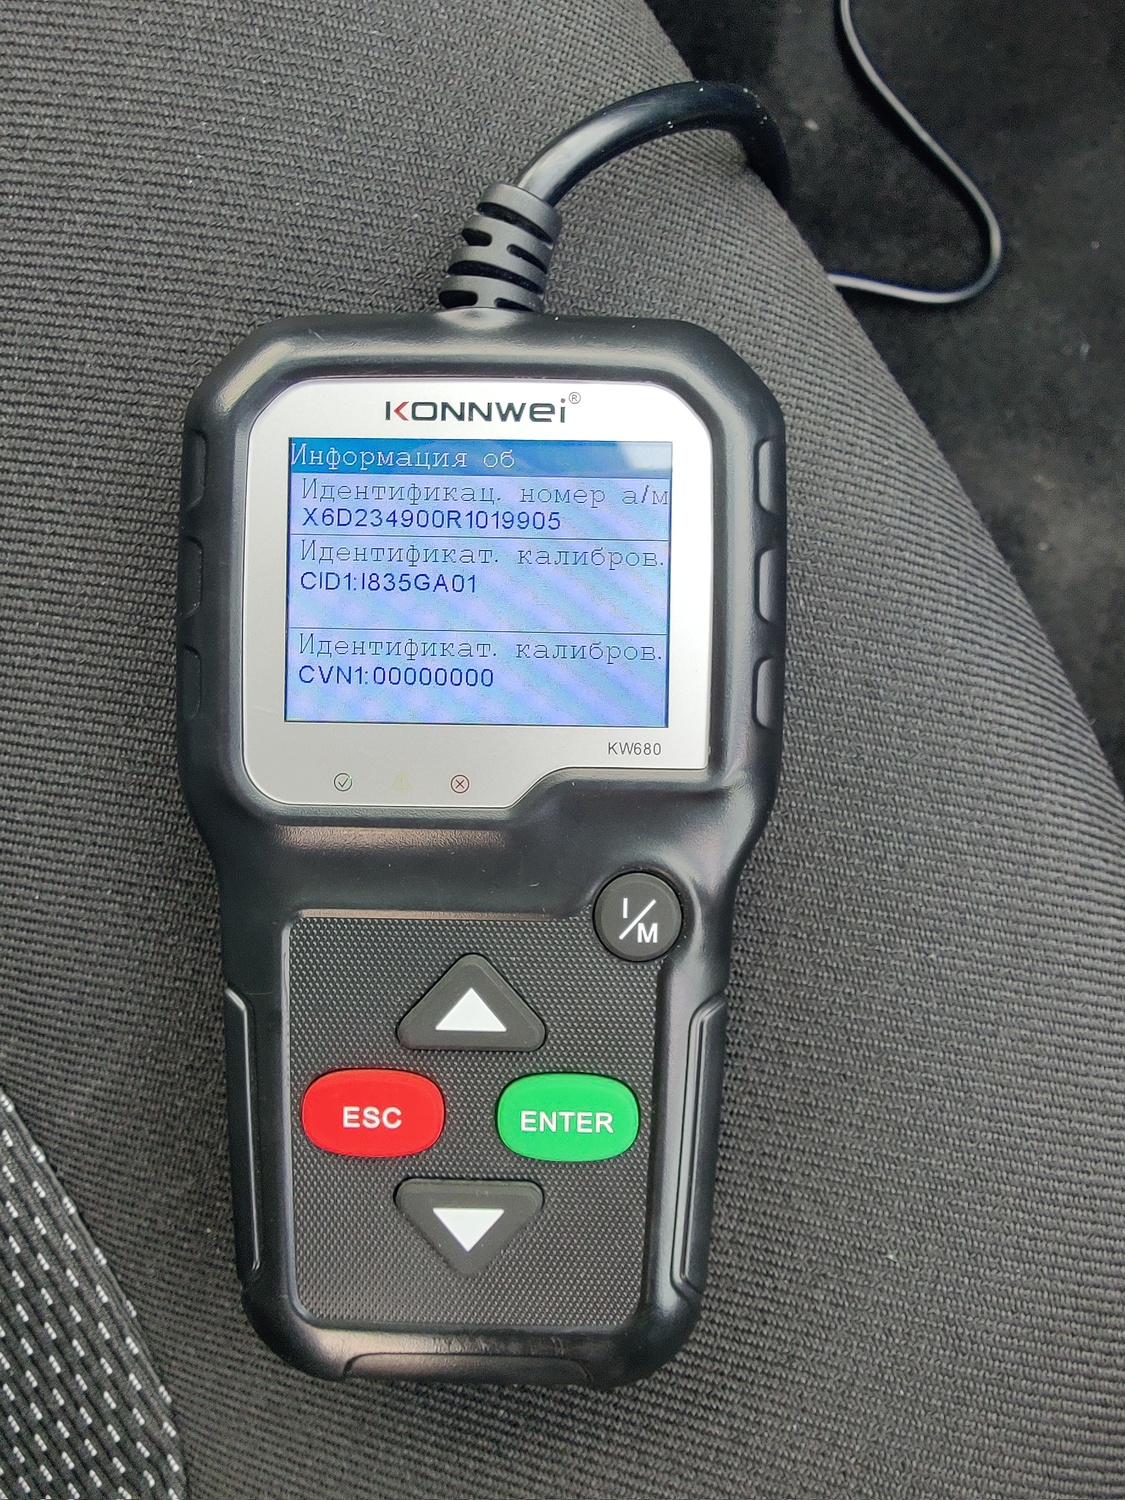 KONNWEI®
Информация об
Идентификац. номер а/м
X6D234900R1019905
Идентификат. калибров.
CID1:I835GA01
Идентификат. калибров.
CVN1:00000000
KW680
I/M
ESC
ENTER